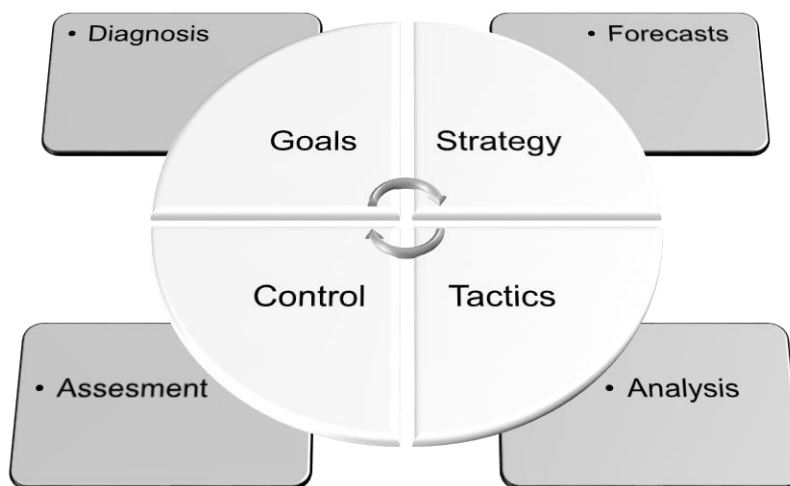 • Diagnosis
• Forecasts
Goals
Strategy
Control
Tactics
• Assesment
• Analysis